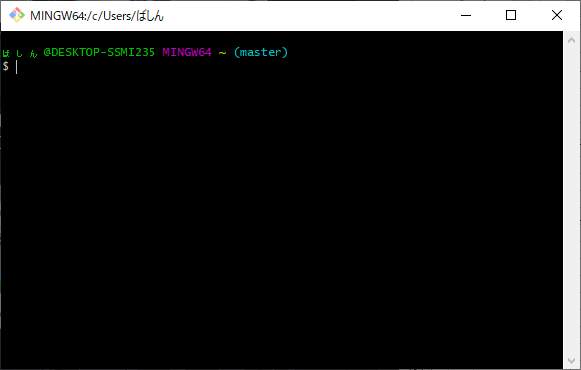 MINGW64:/c/Users/ばしん
ばしん@DESKTOP-SSMI235 MINGW64 ~ (master)
$